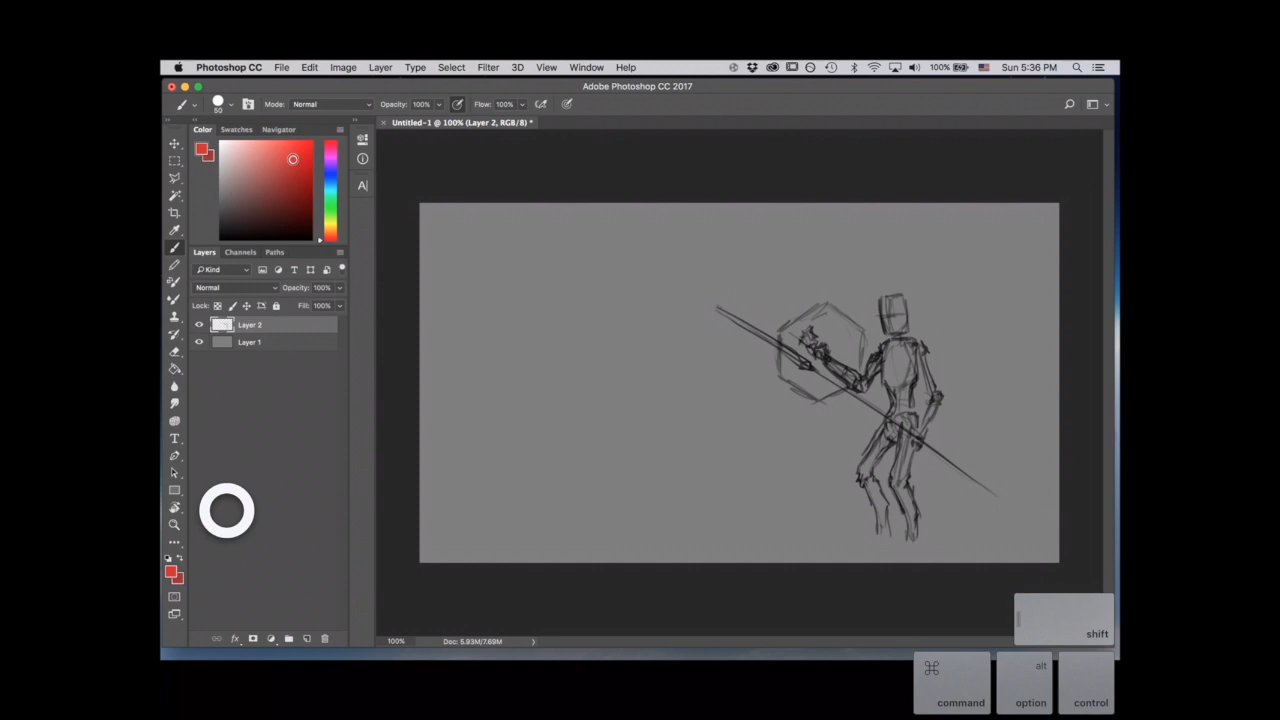 Photoshop CC File Edit Image Layer Type Select Filter 3D View Window Help 100% Sun 5:36 PM
Adobe Photoshop CC 2017
50 Mode: Normal Opacity: 100% Flow: 100%
Color Swatches Navigator
Untitled-1 @ 100% (Layer 2, RGB/8) *
A
Layers Channels Paths
Kind
Normal Opacity: 100%
Lock: Fill: 100%
Layer 2
Layer 1
T
fx
100% Doc: 5.93M/7.69M
shift
⌘ alt
command option control